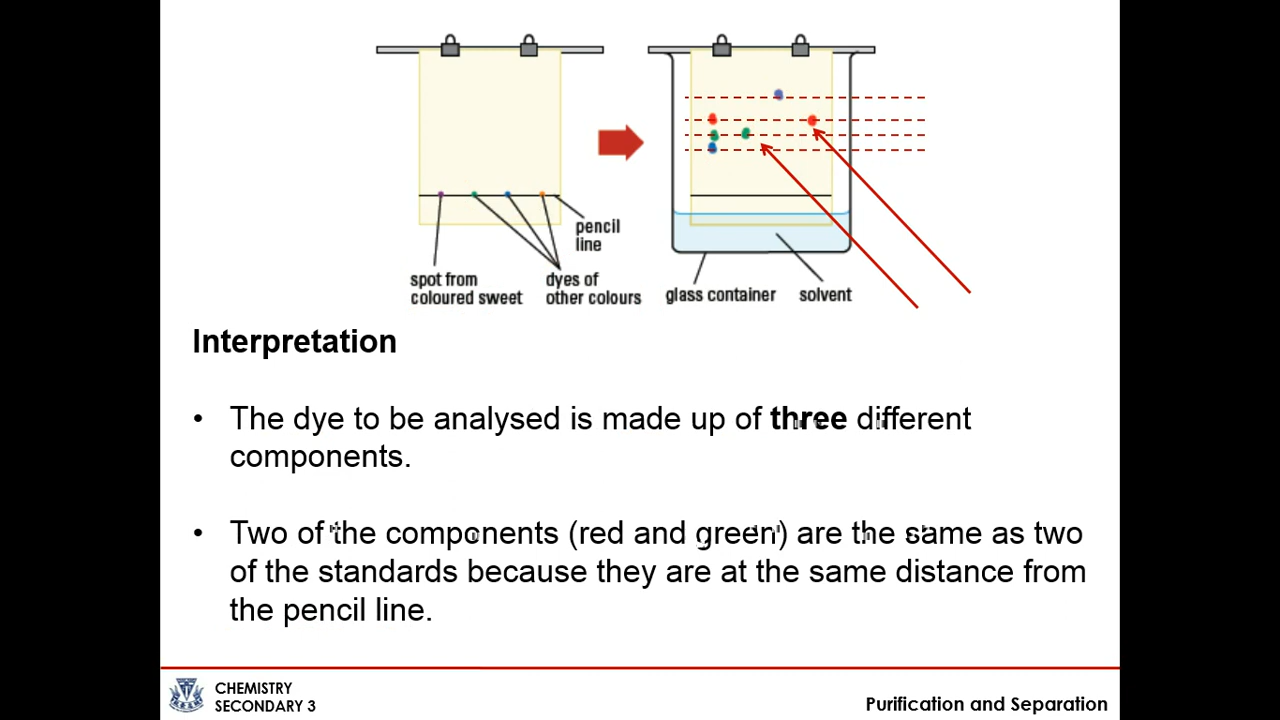 pencil
line
spot from
coloured sweet
dyes of
other colours
glass container
solvent
Interpretation
• The dye to be analysed is made up of three different
components.
• Two of the components (red and green) are the same as two
of the standards because they are at the same distance from
the pencil line.
CHEMISTRY
SECONDARY 3
Purification and Separation